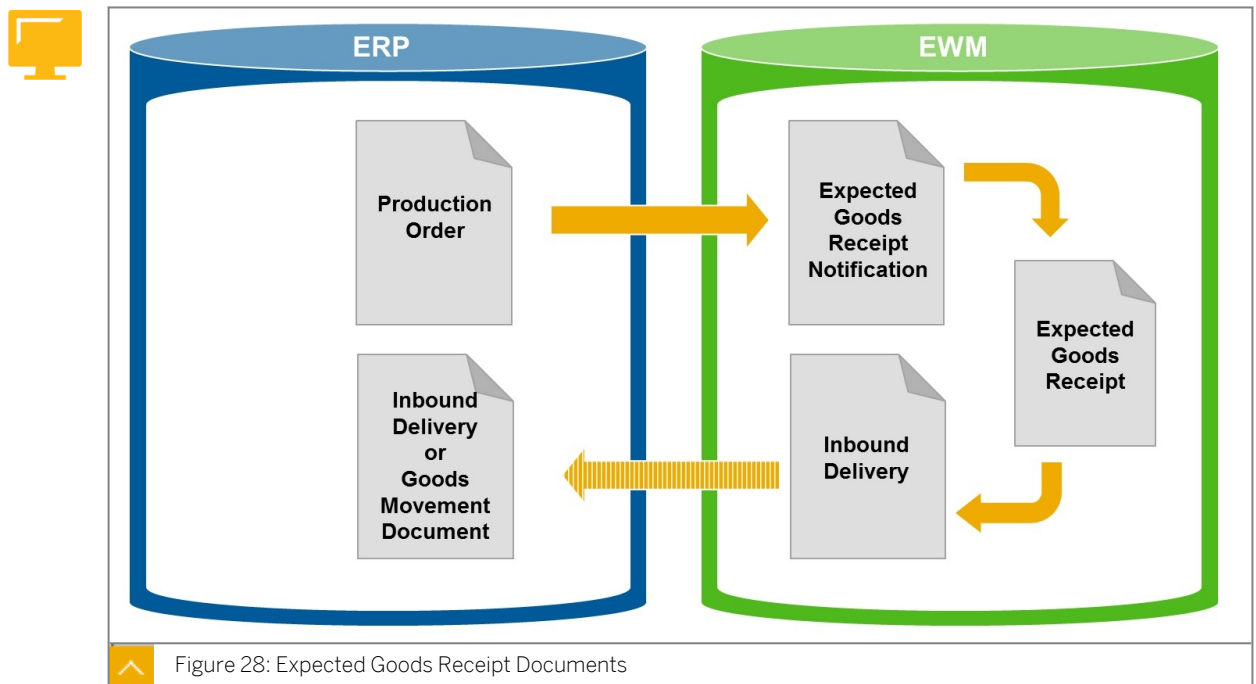 ERP
EWM
Production
Order
Expected
Goods
Receipt
Notification
Expected
Goods
Receipt
Inbound
Delivery
or
Goods
Movement
Document
Inbound
Delivery
Figure 28: Expected Goods Receipt Documents